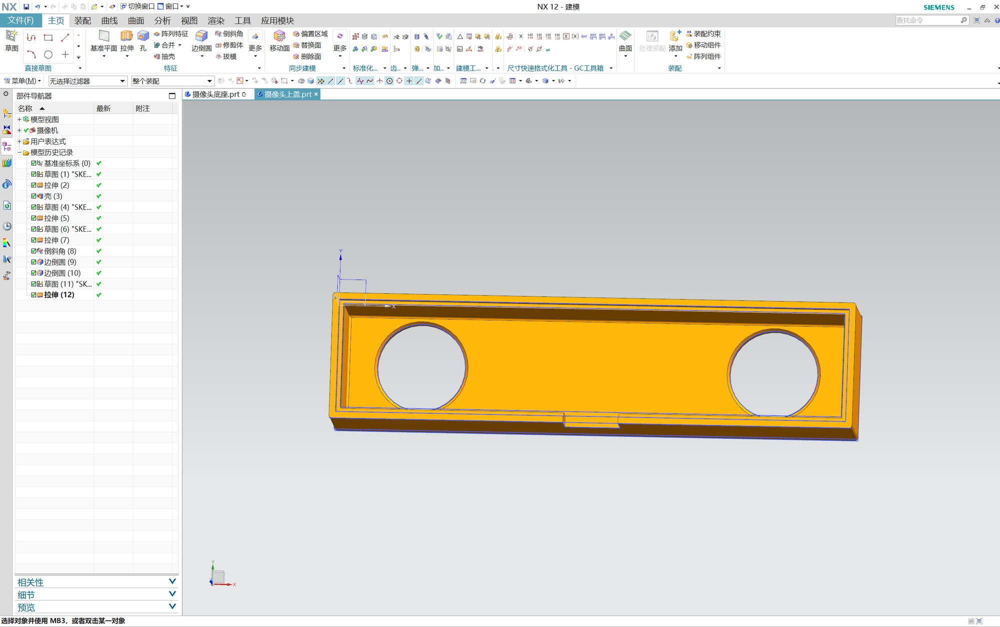 NX 切换窗口 窗口 NX 12 - 建模 SIEMENS
文件(F) 主页 装配 曲线 曲面 分析 视图 渲染 工具 应用模块 查找命令
草图 基准平面 拉伸 孔 阵列特征 合并 抽壳 边倒圆 倒斜角 修剪体 拔模 更多 移动面 偏置区域 替换面 删除面 更多 曲面 处理装配 添加 装配约束 移动组件 阵列组件
直接草图 特征 同步建模 标准化... 齿... 弹... 加... 建模工... 尺寸快速格式化工具 - GC工具箱 装配
菜单(M) 无选择过滤器 整个装配
部件导航器 摄像头底座.prt 摄像头上盖.prt
名称 最新 附注
模型视图
摄像机
用户表达式
模型历史记录
基准坐标系 (0)
草图 (1) "SKE...
拉伸 (2)
壳 (3)
草图 (4) "SKE...
拉伸 (5)
草图 (6) "SKE...
拉伸 (7)
倒斜角 (8)
边倒圆 (9)
边倒圆 (10)
草图 (11) "SK...
拉伸 (12)
Y
X
Y
X
相关性
细节
预览
选择对象并使用 MB3，或者双击某一对象